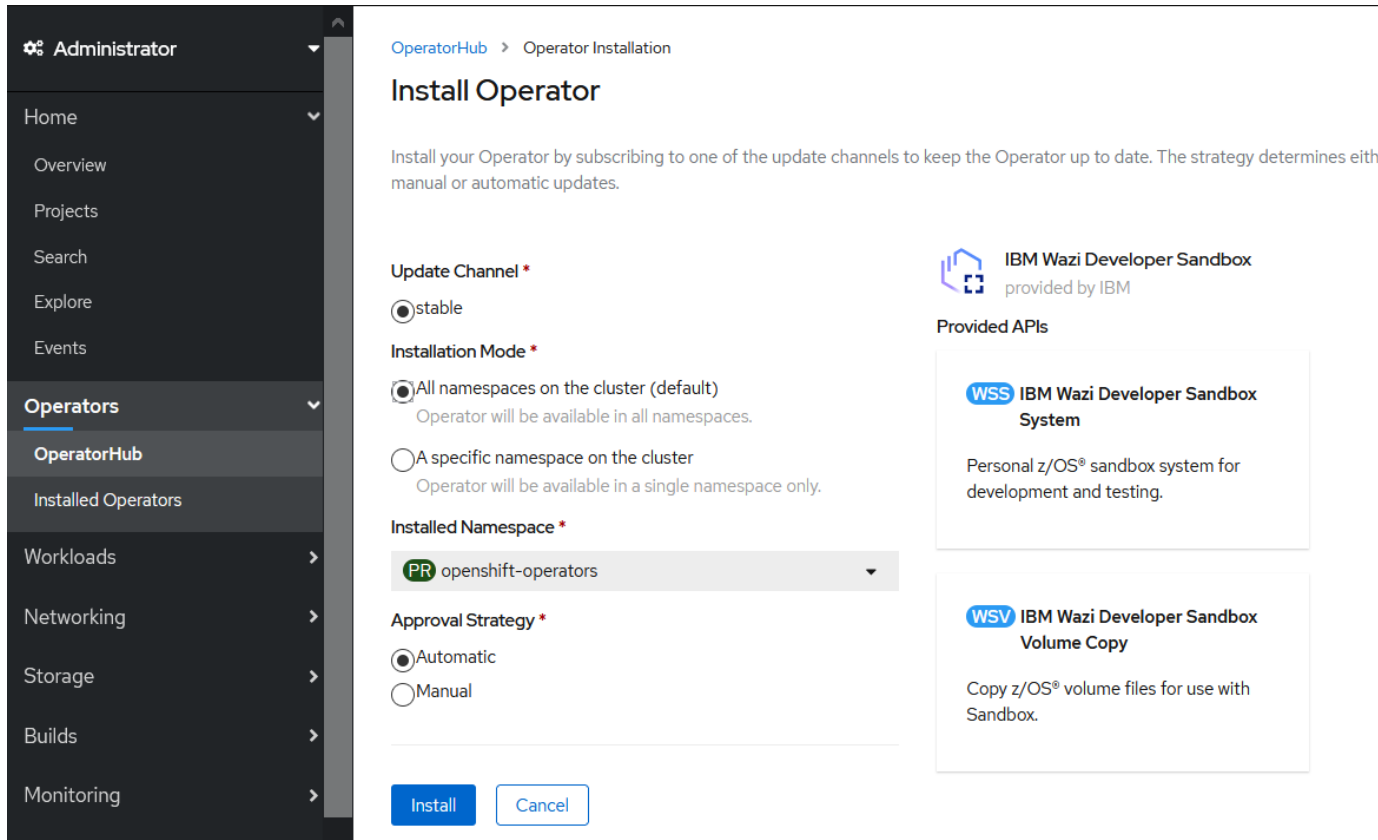 Administrator
Home
Overview
Projects
Search
Explore
Events
Operators
OperatorHub
Installed Operators
Workloads
Networking
Storage
Builds
Monitoring
OperatorHub > Operator Installation
Install Operator
Install your Operator by subscribing to one of the update channels to keep the Operator up to date. The strategy determines eith
manual or automatic updates.
Update Channel *
stable
Installation Mode *
All namespaces on the cluster (default)
Operator will be available in all namespaces.
A specific namespace on the cluster
Operator will be available in a single namespace only.
Installed Namespace *
PR openshift-operators
Approval Strategy *
Automatic
Manual
Install Cancel
IBM Wazi Developer Sandbox
provided by IBM
Provided APIs
WSS IBM Wazi Developer Sandbox
System
Personal z/OS® sandbox system for
development and testing.
WSV IBM Wazi Developer Sandbox
Volume Copy
Copy z/OS® volume files for use with
Sandbox.